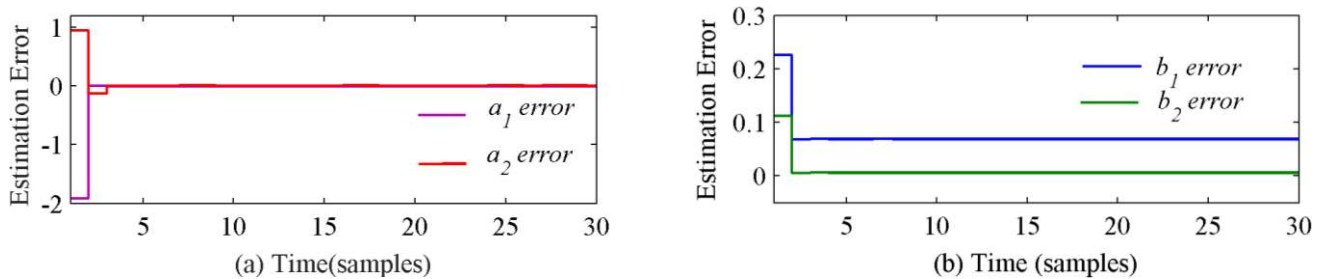 Estimation Error
1
0
-1
-2
a1 error
a2 error
5 10 15 20 25 30
(a) Time(samples)
Estimation Error
0.3
0.2
0.1
0
b1 error
b2 error
5 10 15 20 25 30
(b) Time (samples)